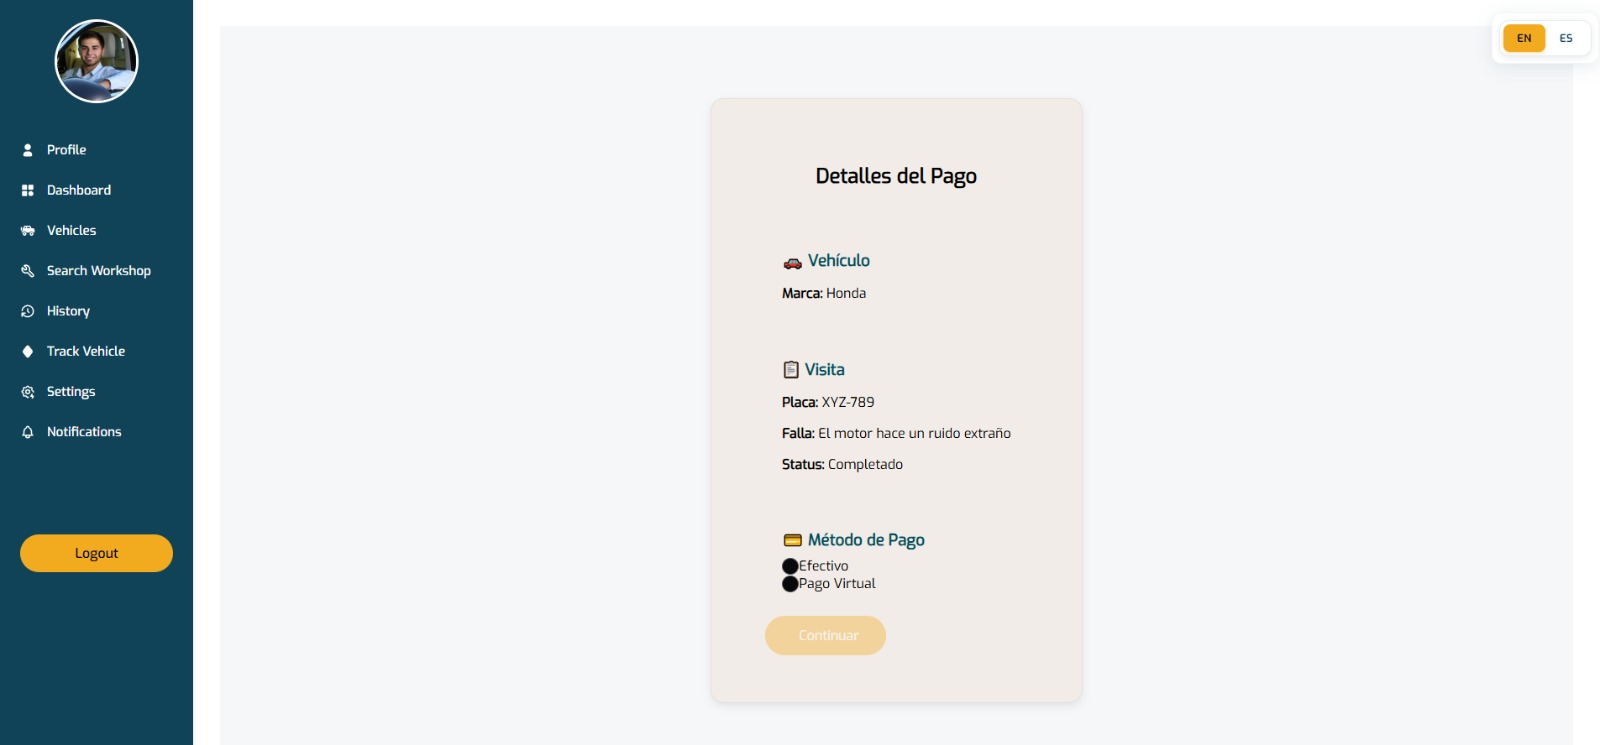 Profile
Dashboard
Vehicles
Search Workshop
History
Track Vehicle
Settings
Notifications
Logout
EN ES
Detalles del Pago
Vehículo
Marca: Honda
Visita
Placa: XYZ-789
Falla: El motor hace un ruido extraño
Status: Completado
Método de Pago
Efectivo
Pago Virtual
Continuar